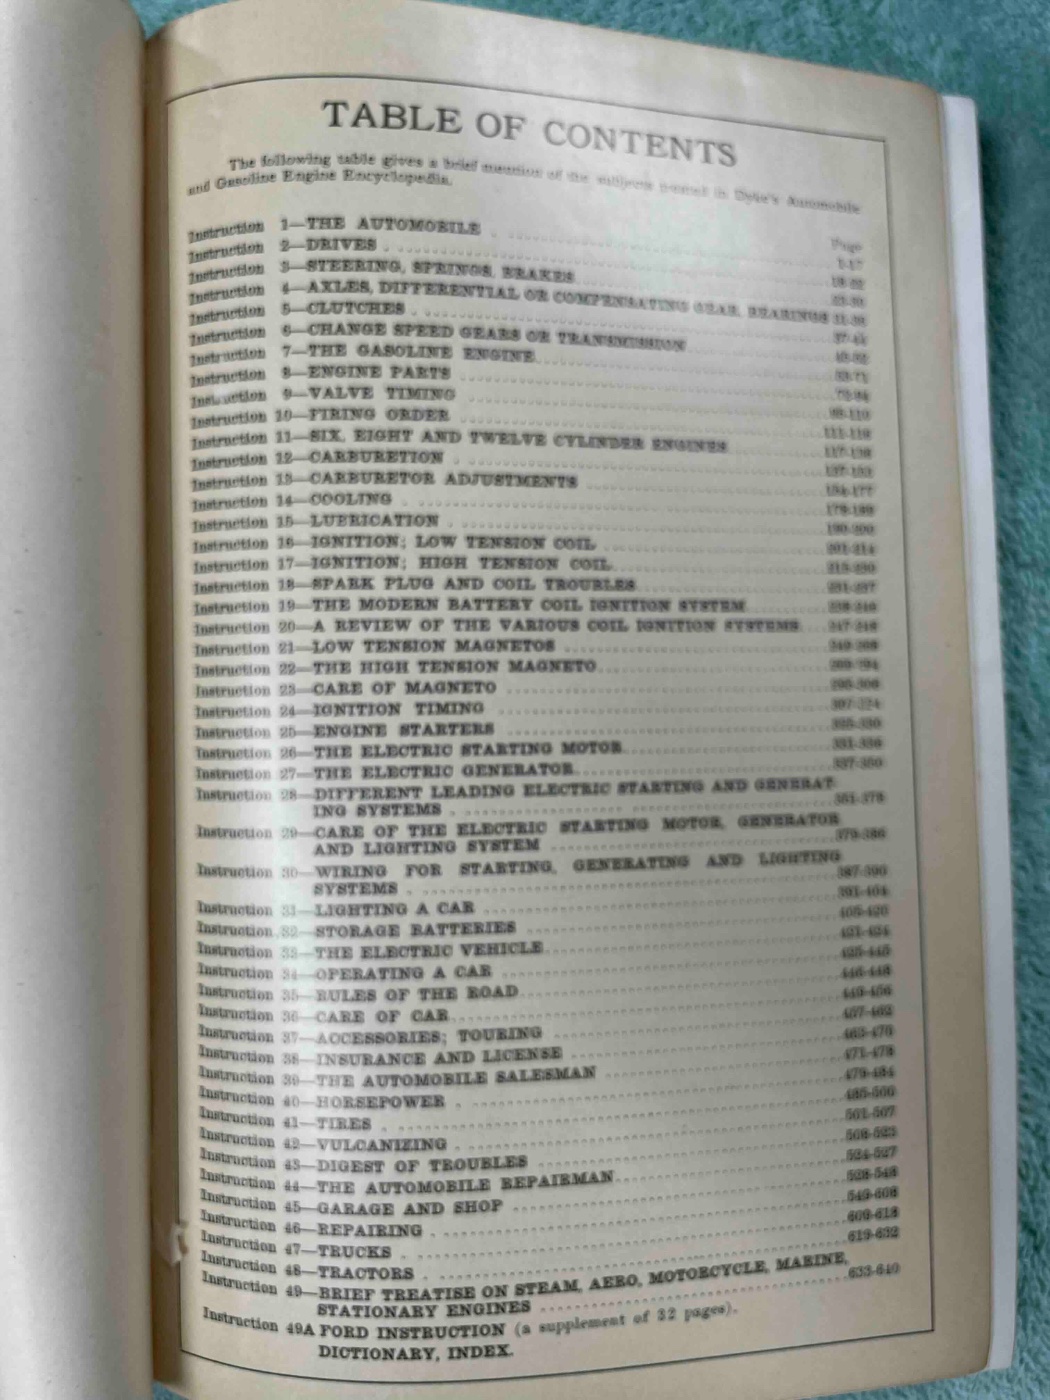 TABLE OF CONTENTS
The following table gives a brief mention of the subjects treated in Dyke's Automobile
and Gasoline Engine Encyclopedia.
Page
Instruction 1—THE AUTOMOBILE 1-17
Instruction 2—DRIVES
Instruction 3—STEERING, SPRINGS, BRAKES
Instruction 4—AXLES, DIFFERENTIAL OR COMPENSATING GEAR, BEARINGS
Instruction 5—CLUTCHES
Instruction 6—CHANGE SPEED GEARS OR TRANSMISSION
Instruction 7—THE GASOLINE ENGINE
Instruction 8—ENGINE PARTS
Instruction 9—VALVE TIMING
Instruction 10—FIRING ORDER
Instruction 11—SIX, EIGHT AND TWELVE CYLINDER ENGINES
Instruction 12—CARBURETION
Instruction 13—CARBURETOR ADJUSTMENTS
Instruction 14—COOLING
Instruction 15—LUBRICATION
Instruction 16—IGNITION; LOW TENSION COIL
Instruction 17—IGNITION; HIGH TENSION COIL
Instruction 18—SPARK PLUG AND COIL TROUBLES
Instruction 19—THE MODERN BATTERY COIL IGNITION SYSTEM
Instruction 20—A REVIEW OF THE VARIOUS COIL IGNITION SYSTEMS
Instruction 21—LOW TENSION MAGNETOS
Instruction 22—THE HIGH TENSION MAGNETO
Instruction 23—CARE OF MAGNETO
Instruction 24—IGNITION TIMING
Instruction 25—ENGINE STARTERS
Instruction 26—THE ELECTRIC STARTING MOTOR
Instruction 27—THE ELECTRIC GENERATOR
Instruction 28—DIFFERENT LEADING ELECTRIC STARTING AND GENERAT-
ING SYSTEMS
Instruction 29—CARE OF THE ELECTRIC STARTING MOTOR, GENERATOR
AND LIGHTING SYSTEM
Instruction 30—WIRING FOR STARTING, GENERATING AND LIGHTING
SYSTEMS
Instruction 31—LIGHTING A CAR
Instruction 32—STORAGE BATTERIES
Instruction 33—THE ELECTRIC VEHICLE
Instruction 34—OPERATING A CAR
Instruction 35—RULES OF THE ROAD
Instruction 36—CARE OF CAR
Instruction 37—ACCESSORIES; TOURING
Instruction 38—INSURANCE AND LICENSE
Instruction 39—THE AUTOMOBILE SALESMAN
Instruction 40—HORSEPOWER
Instruction 41—TIRES
Instruction 42—VULCANIZING
Instruction 43—DIGEST OF TROUBLES
Instruction 44—THE AUTOMOBILE REPAIRMAN
Instruction 45—GARAGE AND SHOP
Instruction 46—REPAIRING
Instruction 47—TRUCKS
Instruction 48—TRACTORS
Instruction 49—BRIEF TREATISE ON STEAM, AERO, MOTORCYCLE, MARINE,
STATIONARY ENGINES 633-640
Instruction 49A FORD INSTRUCTION (a supplement of 32 pages).
DICTIONARY, INDEX.